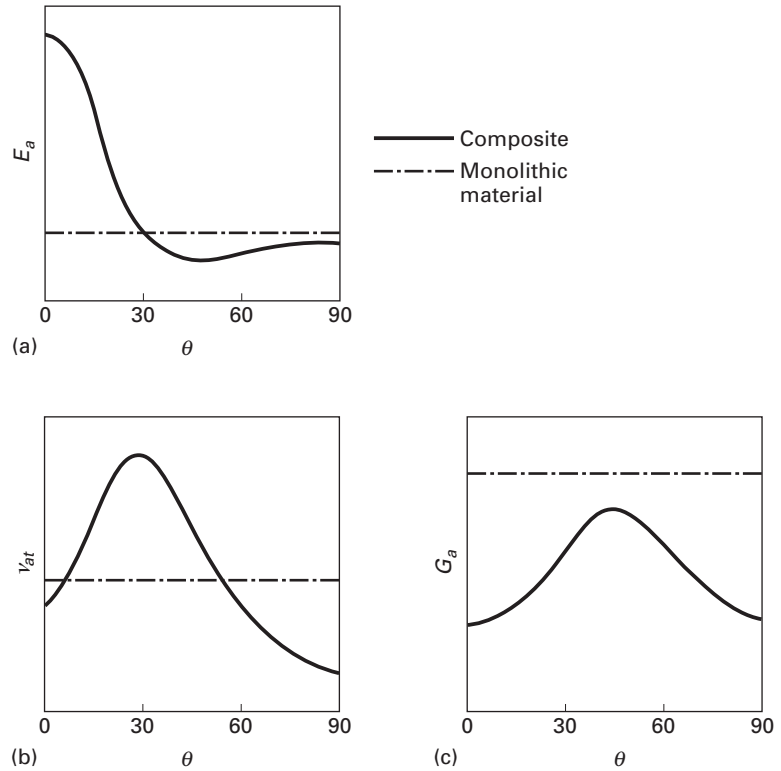 E_a
0 30 60 90
(a) θ
Composite
Monolithic
material
ν_at
0 30 60 90
(b) θ
G_a
0 30 60 90
(c) θ